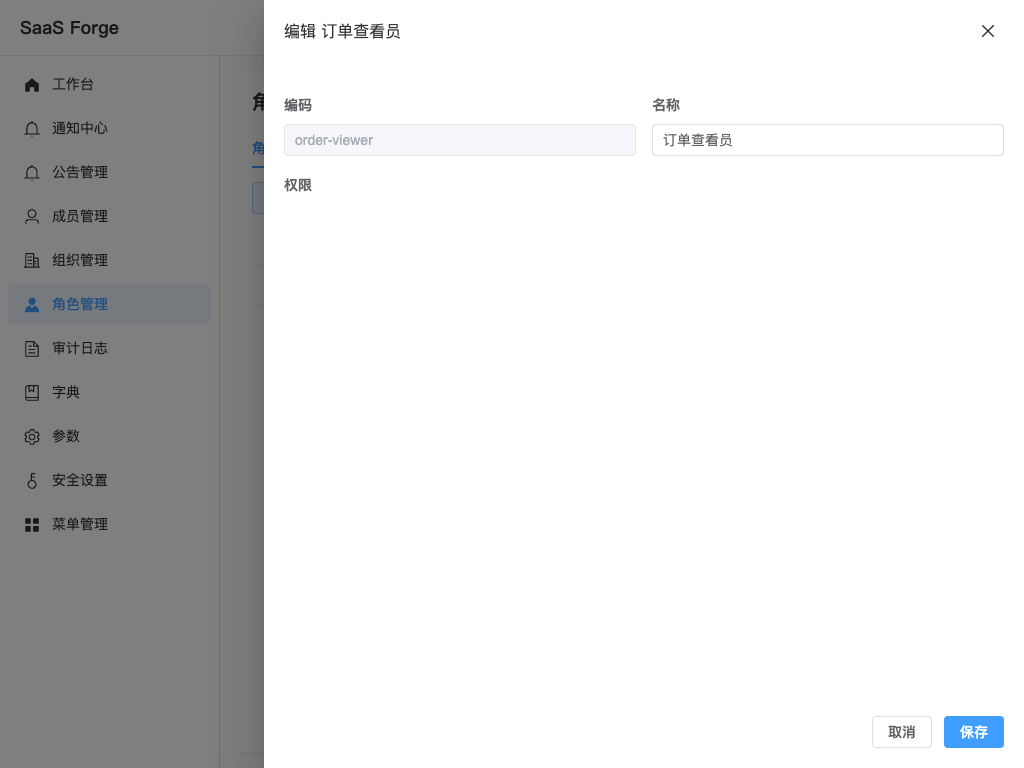 SaaS Forge
工作台
通知中心
公告管理
成员管理
组织管理
角色管理
审计日志
字典
参数
安全设置
菜单管理
角
角
编辑 订单查看员
编码
名称
order-viewer
订单查看员
权限
取消
保存